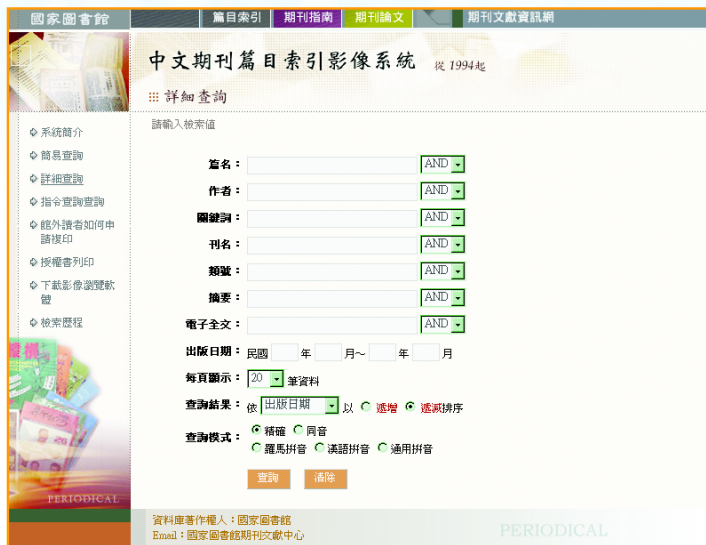 國家圖書館
篇目索引 期刊指南 期刊論文 期刊文獻資訊網
中文期刊篇目索引影像系統 從1994起
詳細查詢
請輸入檢索值
系統簡介
簡易查詢
詳細查詢
指令查詢查詢
館外讀者如何申
請複印
授權書列印
下載影像瀏覽軟
體
檢索歷程
篇名： AND
作者： AND
關鍵詞： AND
刊名： AND
類號： AND
摘要： AND
電子全文： AND
出版日期： 民國 年 月～ 年 月
每頁顯示： 20 筆資料
查詢結果： 依 出版日期 以 遞增 遞減排序
查詢模式： 精確 同音
羅馬拼音 漢語拼音 通用拼音
查詢 清除
PERIODICAL
資料庫著作權人：國家圖書館
Email：國家圖書館期刊文獻中心
PERIODICAL